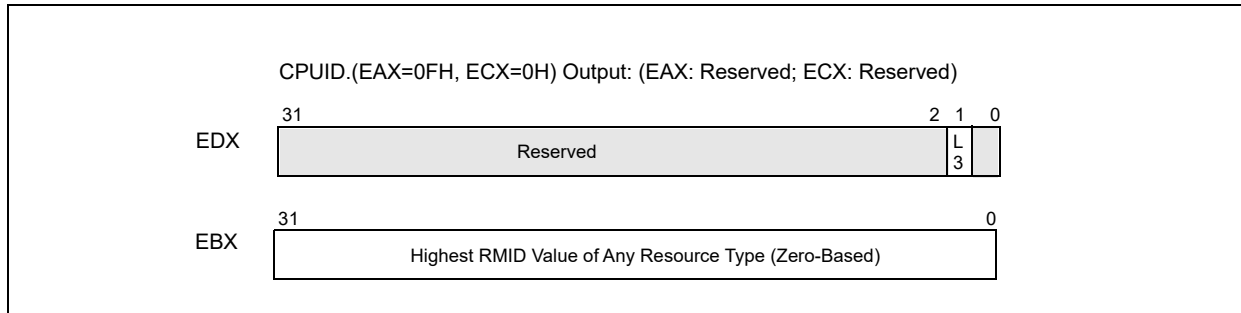 CPUID.(EAX=0FH, ECX=0H) Output: (EAX: Reserved; ECX: Reserved)
31 2 1 0
EDX Reserved L3
31 0
EBX Highest RMID Value of Any Resource Type (Zero-Based)